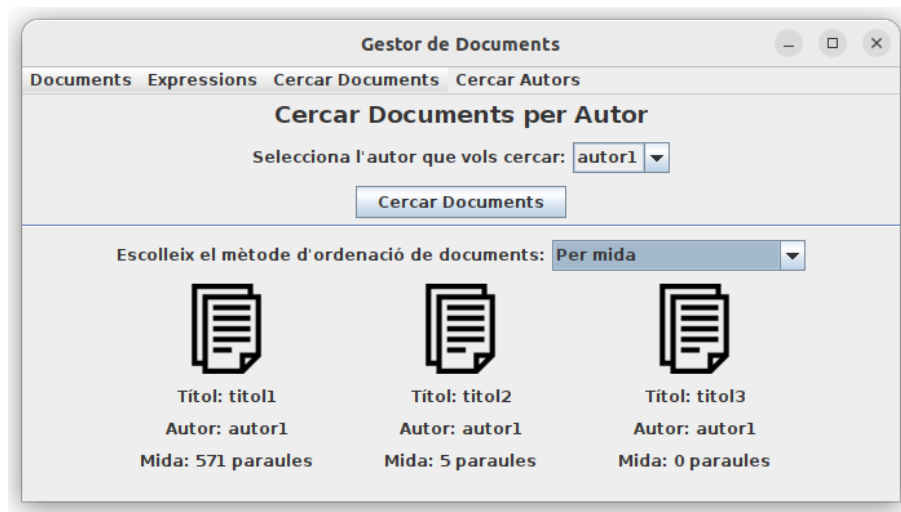 Gestor de Documents
Documents Expressions Cercar Documents Cercar Autors
Cercar Documents per Autor
Selecciona l'autor que vols cercar: autor1
Cercar Documents
Escolleix el mètode d'ordenació de documents: Per mida
Títol: titol1 Títol: titol2 Títol: titol3
Autor: autor1 Autor: autor1 Autor: autor1
Mida: 571 paraules Mida: 5 paraules Mida: 0 paraules